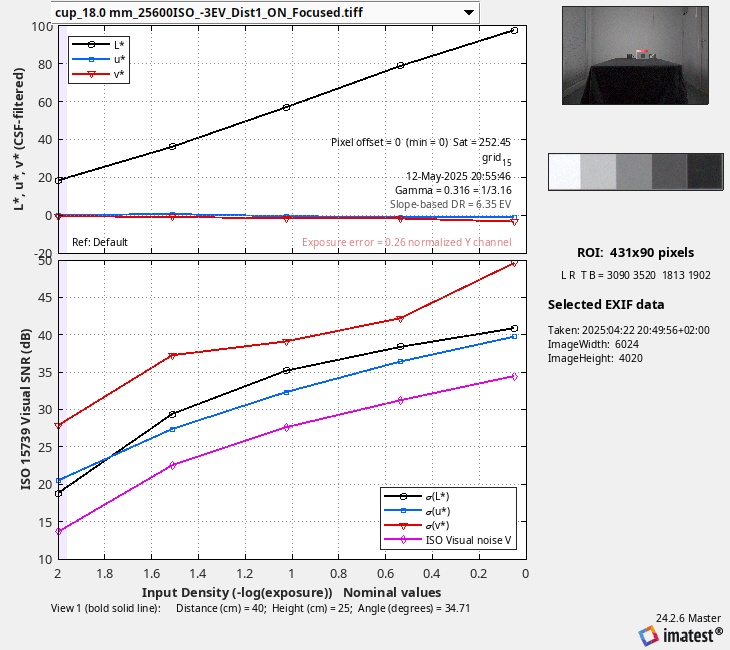 cup_18.0 mm_25600ISO_-3EV_Dist1_ON_Focused.tiff
100
80
60
40
20
0
-20
L*, u*, v* (CSF-filtered)
L*
u*
v*
Pixel offset = 0 (min = 0) Sat = 252.45
grid15
12-May-2025 20:55:46
Gamma = 0.316 = 1/3.16
Slope-based DR = 6.35 EV
Ref: Default
Exposure error = 0.26 normalized Y channel
50
45
40
35
30
25
20
15
10
ISO 15739 Visual SNR (dB)
σ(L*)
σ(u*)
σ(v*)
ISO Visual noise V
2 1.8 1.6 1.4 1.2 1 0.8 0.6 0.4 0.2 0
Input Density (-log(exposure)) Nominal values
View 1 (bold solid line): Distance (cm) = 40; Height (cm) = 25; Angle (degrees) = 34.71
ROI: 431x90 pixels
L R T B = 3090 3520 1813 1902
Selected EXIF data
Taken: 2025:04:22 20:49:56+02:00
ImageWidth: 6024
ImageHeight: 4020
24.2.6 Master
imatest®